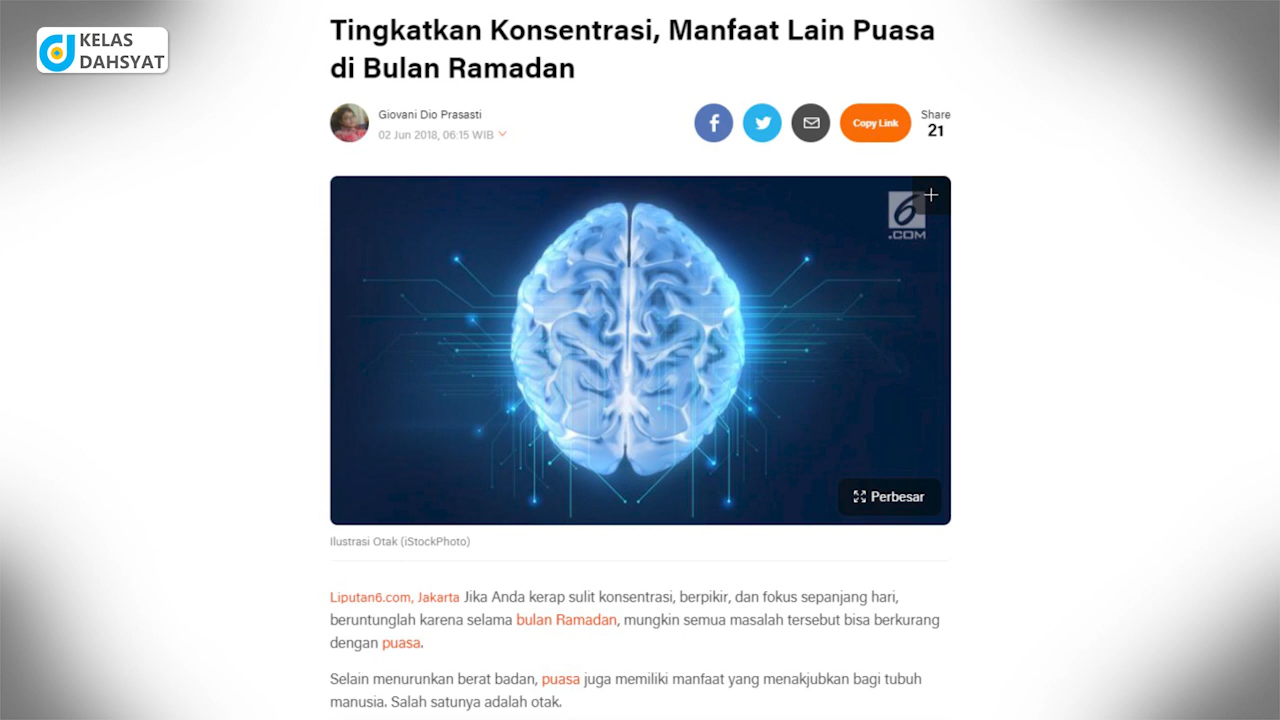 KELAS
DAHSYAT
Tingkatkan Konsentrasi, Manfaat Lain Puasa
di Bulan Ramadan
Giovani Dio Prasasti
02 Jun 2018, 06:15 WIB
Copy Link
Share
21
6
.COM
Perbesar
Ilustrasi Otak (iStockPhoto)
Liputan6.com, Jakarta Jika Anda kerap sulit konsentrasi, berpikir, dan fokus sepanjang hari,
beruntunglah karena selama bulan Ramadan, mungkin semua masalah tersebut bisa berkurang
dengan puasa.
Selain menurunkan berat badan, puasa juga memiliki manfaat yang menakjubkan bagi tubuh
manusia. Salah satunya adalah otak.